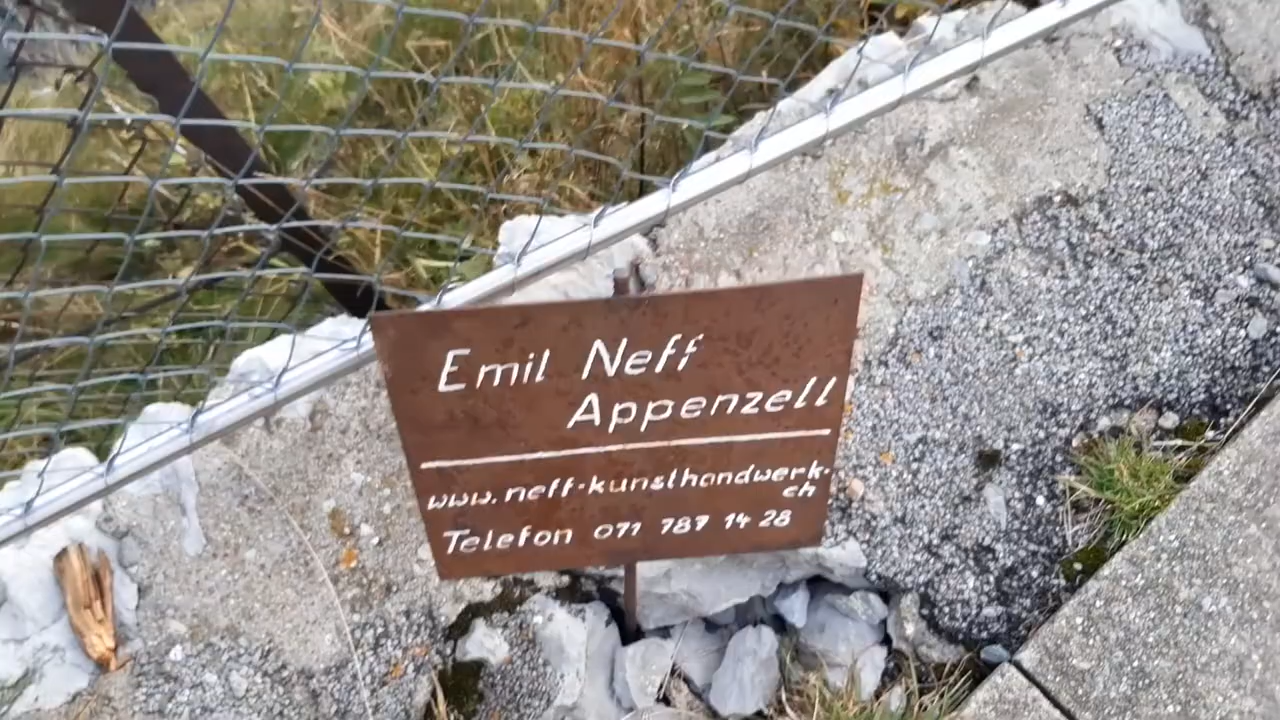 Emil Neff
Appenzell
www.neff-kunsthandwerk.
ch
Telefon 071 787 14 28